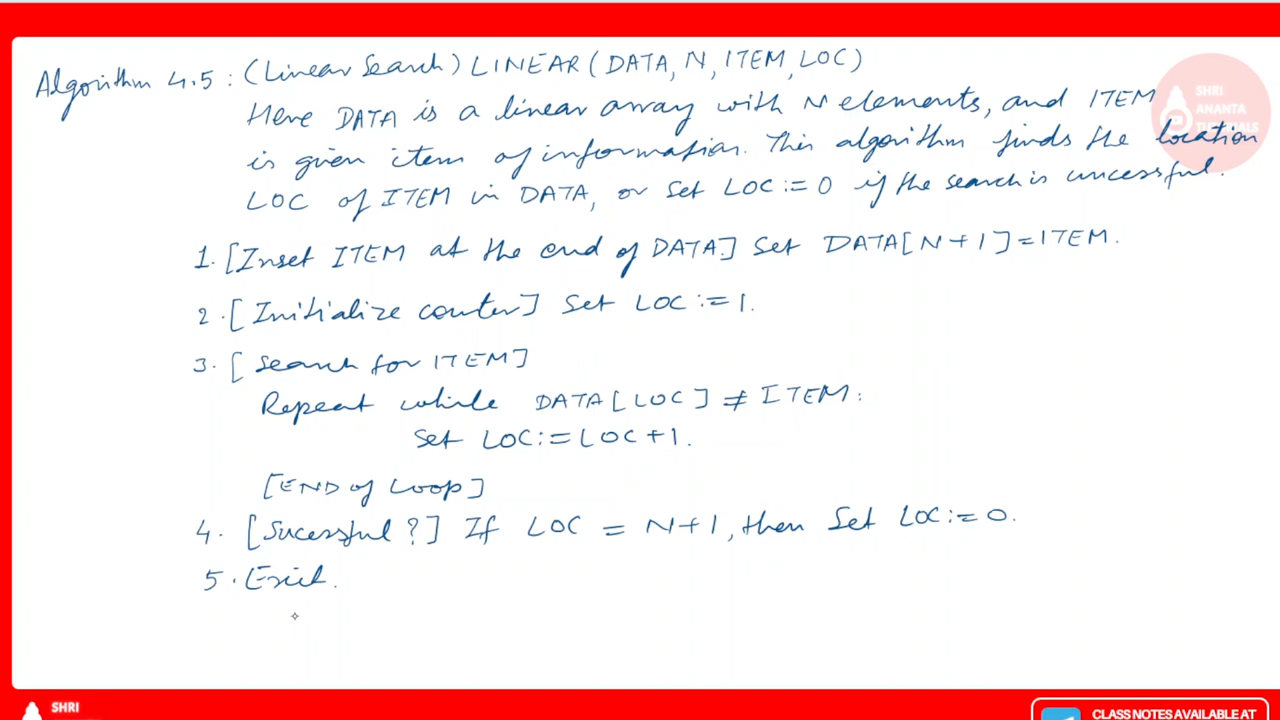 Algorithm 4.5 : (Linear Search) LINEAR (DATA, N, ITEM, LOC)
Here DATA is a linear array with N elements, and ITEM
is given item of information. This algorithm finds the location
LOC of ITEM in DATA, or set LOC := 0 if the search is uncessful.
1. [Inset ITEM at the end of DATA.] Set DATA [N+1] = ITEM.
2. [Initialize counter] Set LOC := 1.
3. [Search for ITEM]
Repeat while DATA [LOC] ≠ ITEM:
Set LOC := LOC + 1.
[END of Loop]
4. [Sucessful ?] If LOC = N+1, then Set LOC := 0.
5. Exit.
SHRI
ANANTA
SHRI
CLASS NOTES AVAILABLE AT